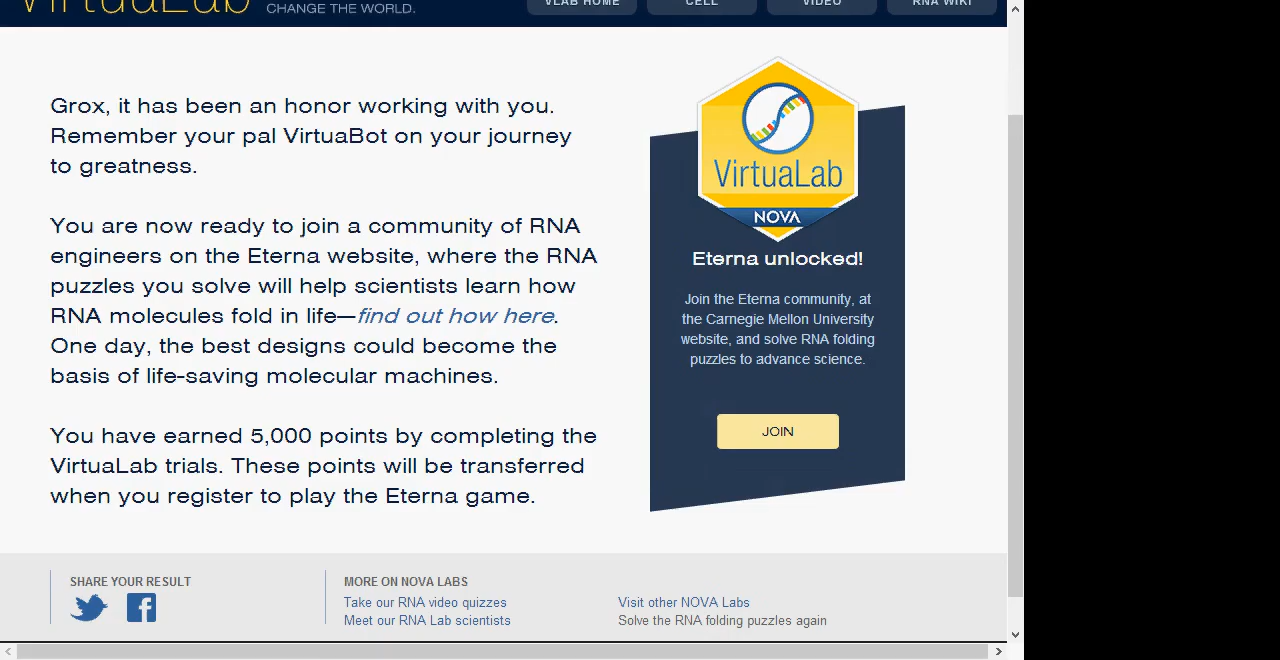 VirtuaLab CHANGE THE WORLD.
VLAB HOME CELL VIDEO RNA WIKI
Grox, it has been an honor working with you.
Remember your pal VirtuaBot on your journey
to greatness.
You are now ready to join a community of RNA
engineers on the Eterna website, where the RNA
puzzles you solve will help scientists learn how
RNA molecules fold in life—find out how here.
One day, the best designs could become the
basis of life-saving molecular machines.
You have earned 5,000 points by completing the
VirtuaLab trials. These points will be transferred
when you register to play the Eterna game.
VirtuaLab
NOVA
Eterna unlocked!
Join the Eterna community, at
the Carnegie Mellon University
website, and solve RNA folding
puzzles to advance science.
JOIN
SHARE YOUR RESULT
MORE ON NOVA LABS
Take our RNA video quizzes
Meet our RNA Lab scientists
Visit other NOVA Labs
Solve the RNA folding puzzles again